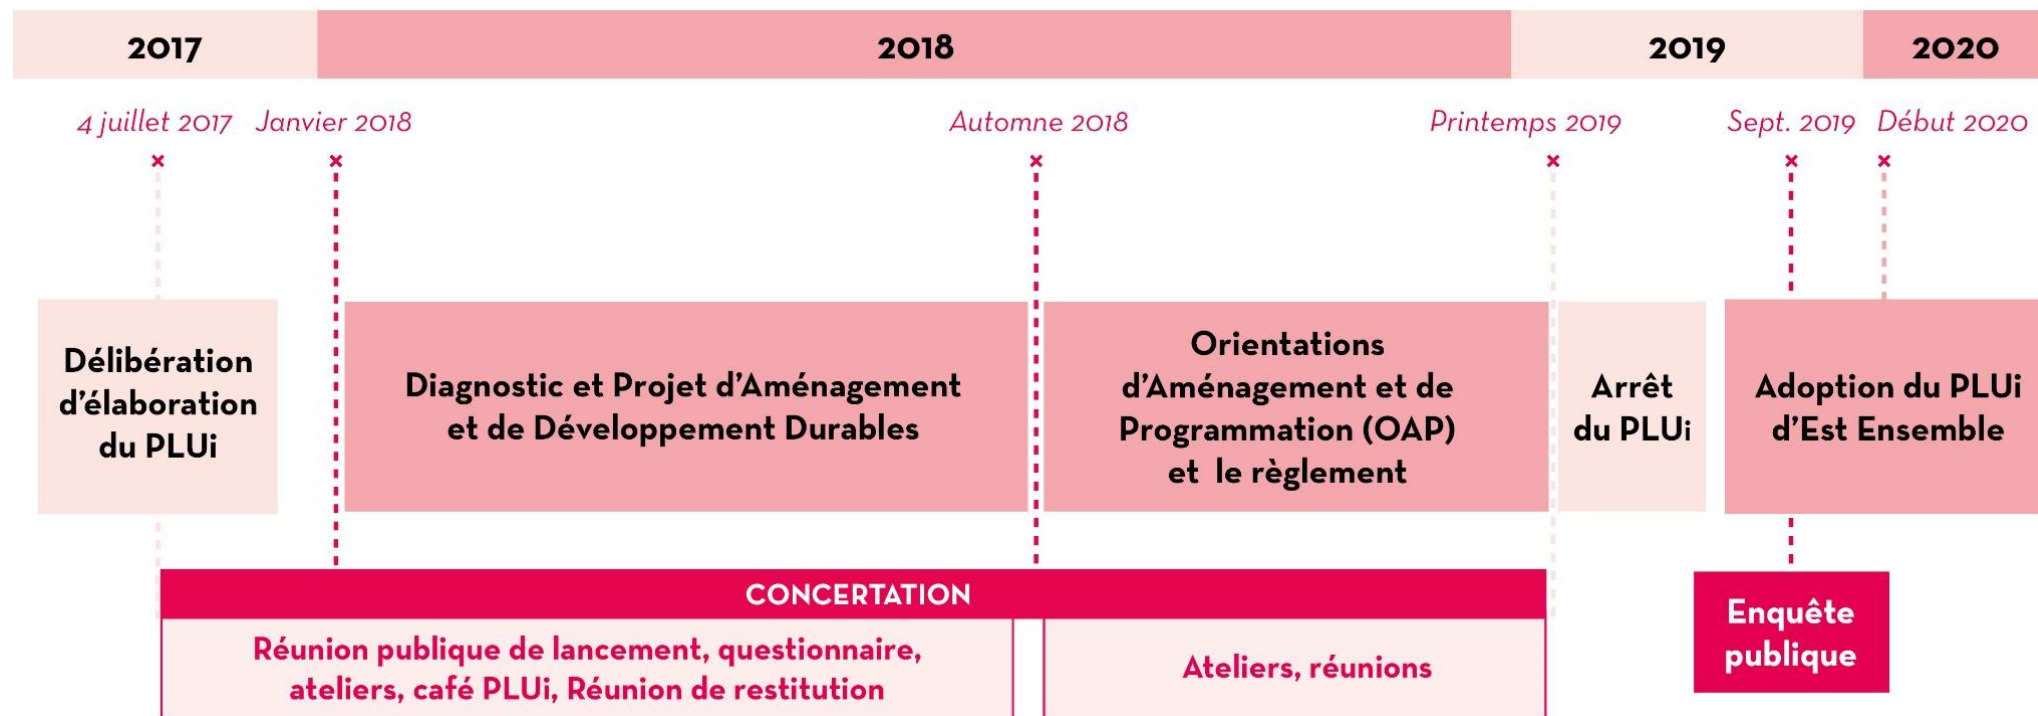 2017
2018
2019
2020
4 juillet 2017
Janvier 2018
Automne 2018
Printemps 2019
Sept. 2019
Début 2020
Délibération
d'élaboration
du PLUi
Diagnostic et Projet d'Aménagement
et de Développement Durables
Orientations
d'Aménagement et de
Programmation (OAP)
et le règlement
Arrêt
du PLUi
Adoption du PLUi
d'Est Ensemble
CONCERTATION
Réunion publique de lancement, questionnaire,
ateliers, café PLUi, Réunion de restitution
Ateliers, réunions
Enquête
publique